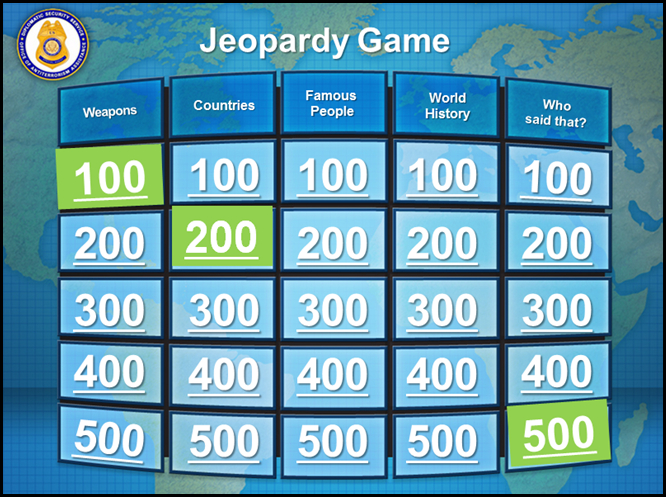 DIPLOMATIC SECURITY SERVICE
OFFICE OF ANTITERRORISM ASSISTANCE
Jeopardy Game
Weapons
Countries
Famous
People
World
History
Who
said that?
100 100 100 100 100
200 200 200 200 200
300 300 300 300 300
400 400 400 400 400
500 500 500 500 500